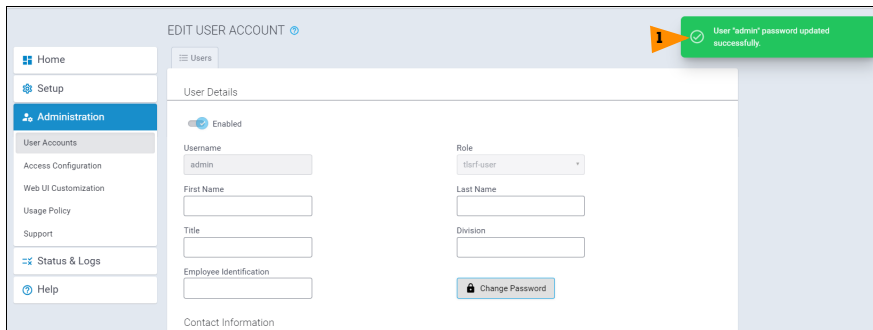 EDIT USER ACCOUNT
1
User "admin" password updated
successfully.
Home
Users
Setup
User Details
Administration
Enabled
User Accounts
Username
Role
Access Configuration
admin
tlsrf-user
Web UI Customization
First Name
Last Name
Usage Policy
Support
Title
Division
Status & Logs
Employee Identification
Help
Change Password
Contact Information